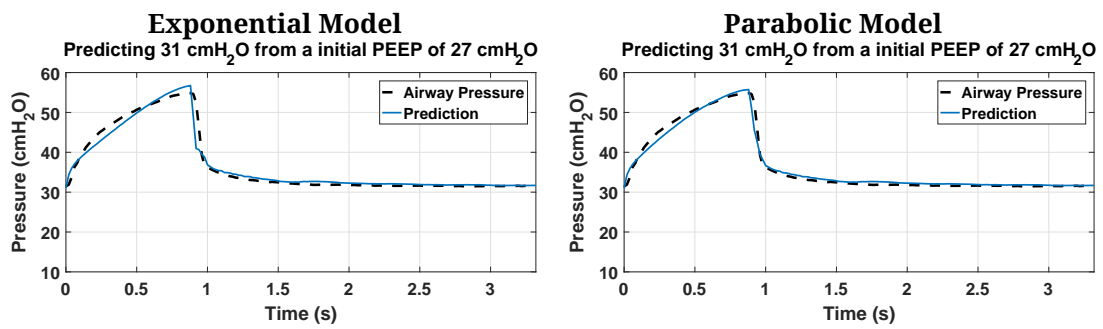 Exponential Model
Predicting 31 cmH2O from a initial PEEP of 27 cmH2O
60
50
40
30
20
10
Pressure (cmH2O)
Airway Pressure
Prediction
0 0.5 1 1.5 2 2.5 3
Time (s)
Parabolic Model
Predicting 31 cmH2O from a initial PEEP of 27 cmH2O
60
50
40
30
20
10
Pressure (cmH2O)
Airway Pressure
Prediction
0 0.5 1 1.5 2 2.5 3
Time (s)